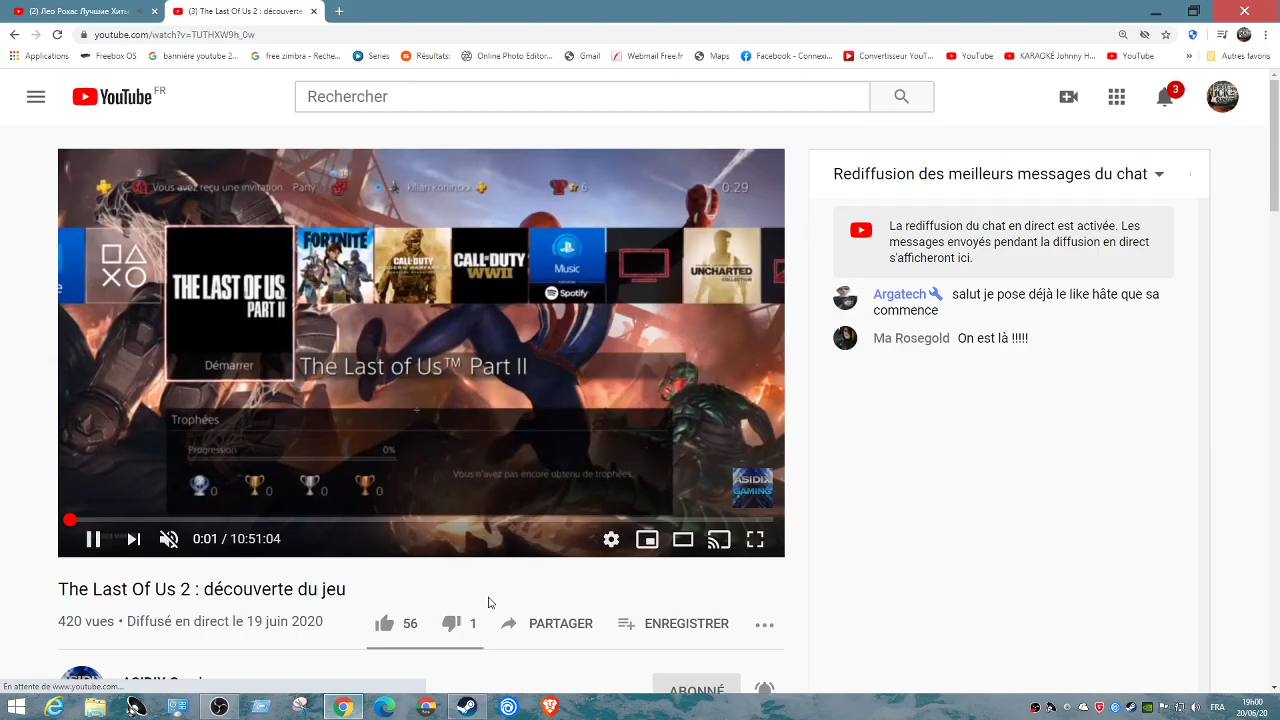 (2) Лео Рохас Лучшие Хиты
(3) The Last Of Us 2 : découverte
youtube.com/watch?v=TUTHXW9h_0w
Applications
Freebox OS
bannière youtube 2...
free zimbra - Reche...
Series
Résultats:
Online Foto Editor...
Gmail
Webmail Free.fr
Maps
Facebook - Connexi...
Convertisseur YouT...
YouTube
KARAOKÉ Johnny H...
YouTube
»
Autres favoris
YouTube FR
Rechercher
3
Vous avez reçu une invitation. Party
kilian koninxxx
6
0:29
THE LAST OF US
PART II
Démarrer
FORTNITE
CALL OF DUTY
MODERN WARFARE
CALL OF DUTY
WWII
Music
Spotify
UNCHARTED
COLLECTION
The Last of Us™ Part II
Trophées
Progression
0%
0 0 0 0
Vous n'avez pas encore obtenu de trophées.
ASIDIX
GAMING
0:01 / 10:51:04
Rediffusion des meilleurs messages du chat
La rediffusion du chat en direct est activée. Les
messages envoyés pendant la diffusion en direct
s'afficheront ici.
Argatech salut je pose déjà le like hâte que sa
commence
Ma Rosegold On est là !!!!!
The Last Of Us 2 : découverte du jeu
420 vues • Diffusé en direct le 19 juin 2020
56
1
PARTAGER
ENREGISTRER
ABONNÉ
En attente de www.youtube.com...
19h00
FR
20/06/20